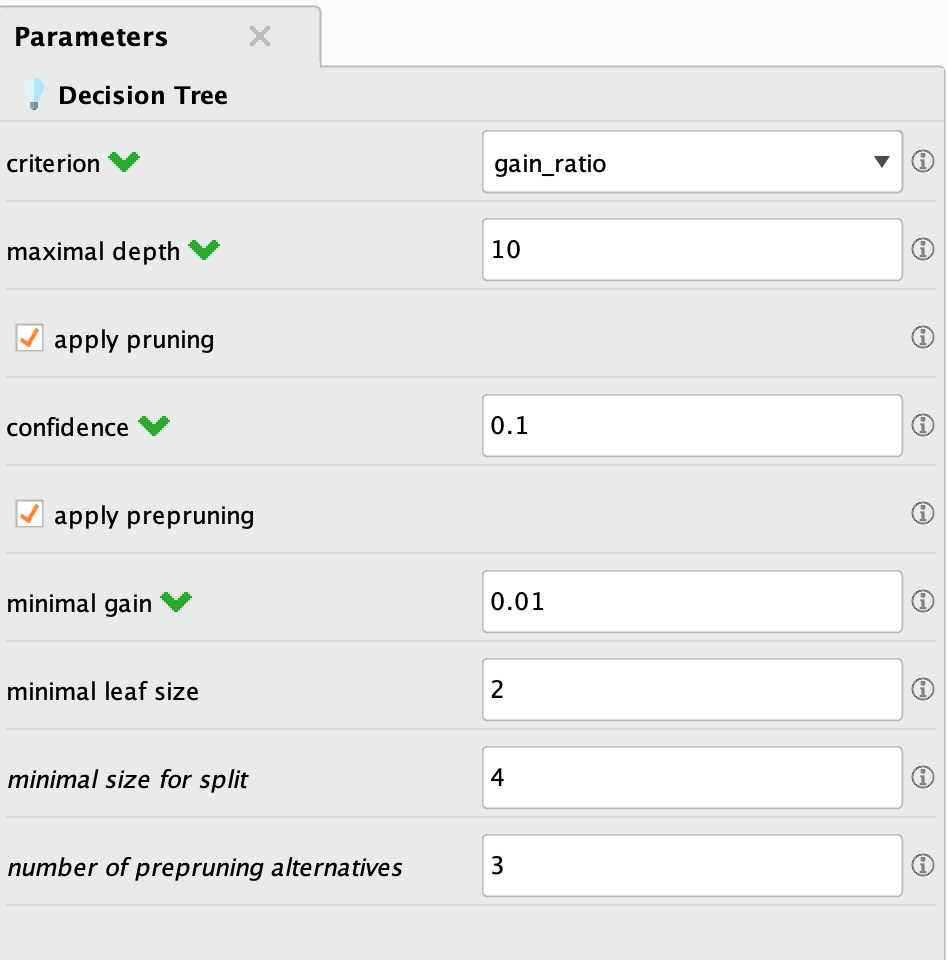 Parameters
Decision Tree
criterion gain_ratio
maximal depth 10
apply pruning
confidence 0.1
apply prepruning
minimal gain 0.01
minimal leaf size 2
minimal size for split 4
number of prepruning alternatives 3